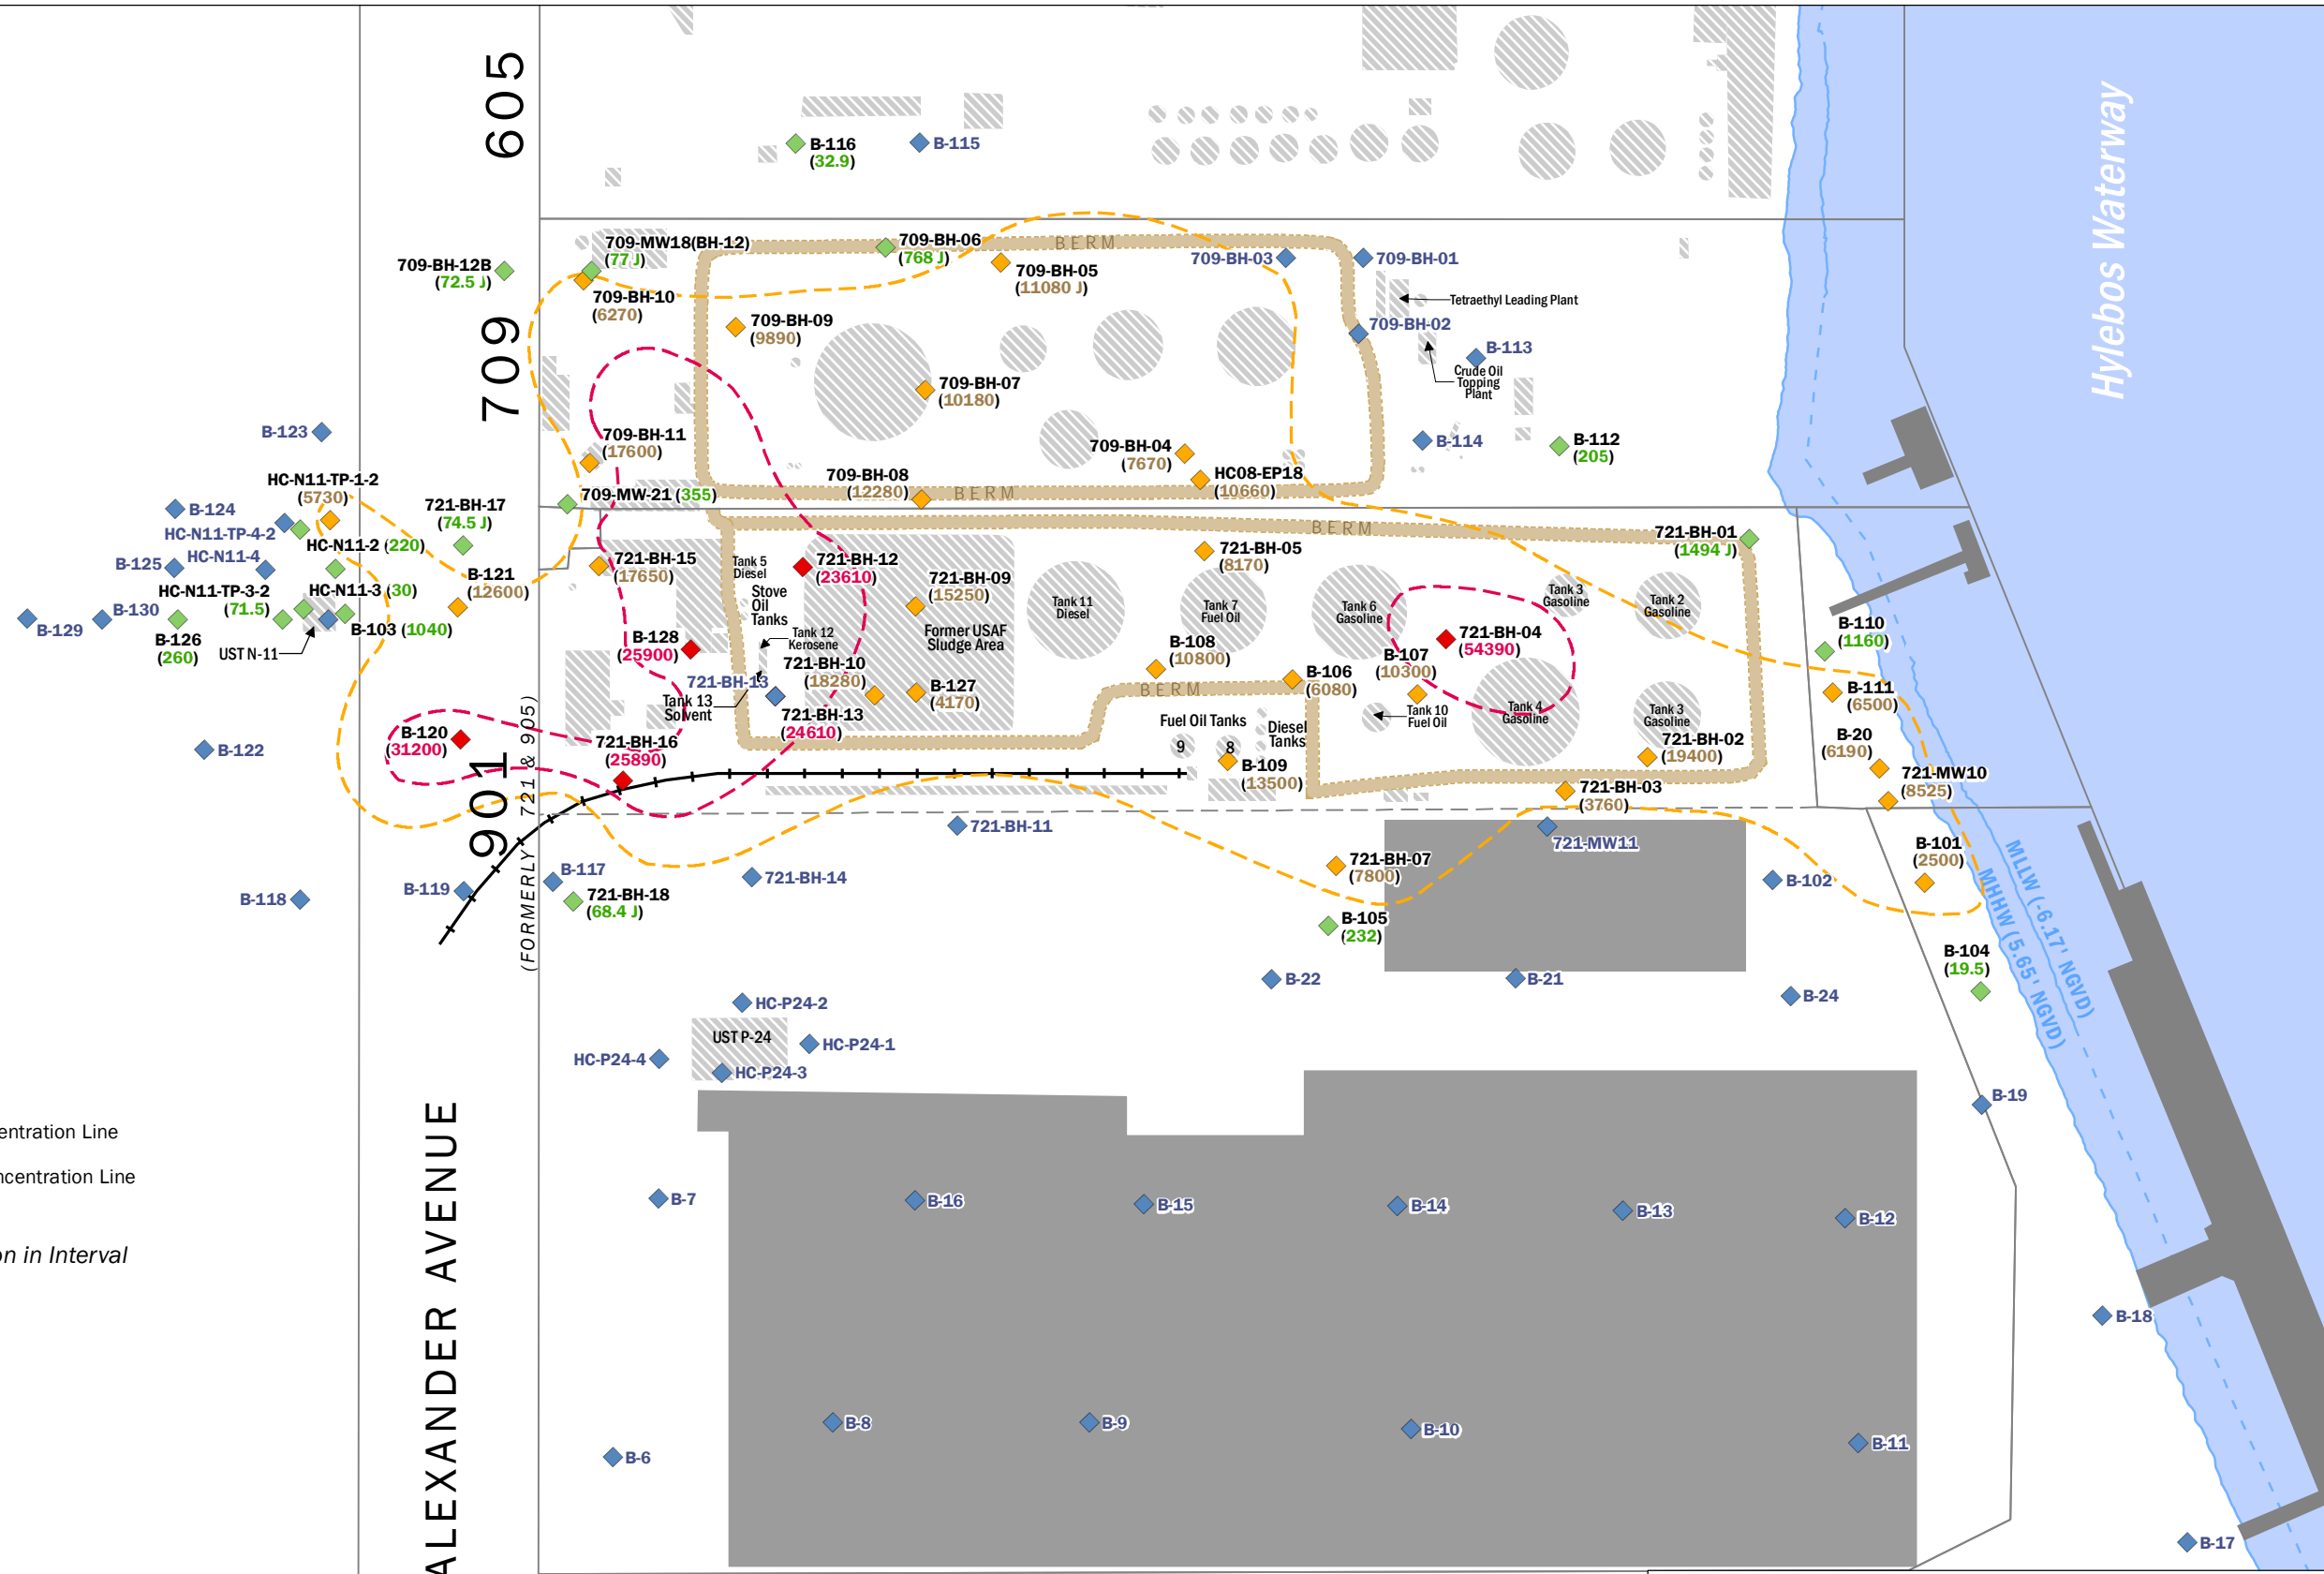 605
B-116
(32.9)
B-115
Hylebos Waterway
709-MW18(BH-12)
(77 J)
709-BH-06
(768 J)
BERM
709-BH-12B
(72.5 J)
709-BH-05
(11080 J)
709-BH-03
709-BH-01
709-BH-10
(6270)
Tetraethyl Leading Plant
709
709-BH-09
(9890)
709-BH-02
B-113
Crude Oil
Topping
Plant
709-BH-07
(10180)
B-123
709-BH-11
(17600)
709-BH-04
(7670)
B-114
B-112
(205)
HC-N11-TP-1-2
(5730)
709-BH-08
(12280)
BERM
HC08-EP18
(10660)
709-MW-21 (355)
B-124
721-BH-17
(74.5 J)
HC-N11-TP-4-2
HC-N11-2 (220)
BERM
721-BH-01
(1494 J)
B-125
HC-N11-4
721-BH-15
(17650)
Tank 5
Diesel
721-BH-12
(23610)
721-BH-05
(8170)
B-121
(12600)
721-BH-09
(15250)
HC-N11-TP-3-2
(71.5)
HC-N11-3 (30)
Stove
Oil
Tanks
Tank 11
Diesel
Tank 7
Fuel Oil
Tank 6
Gasoline
Tank 3
Gasoline
Tank 2
Gasoline
B-129
B-130
B-126
(260)
B-103 (1040)
UST N-11
B-128
(25900)
Tank 12
Kerosene
Former USAF
Sludge Area
721-BH-04
(54390)
B-110
(1160)
B-108
(10800)
B-107
(10300)
721-BH-10
(18280)
721-BH-13
B-127
(4170)
BERM
B-106
(6080)
B-111
(6500)
Tank 13
Solvent
721-BH-13
(24610)
Fuel Oil Tanks
Diesel
Tanks
Tank 10
Fuel Oil
Tank 4
Gasoline
Tank 3
Gasoline
B-122
B-120
(31200)
721-BH-16
(25890)
9
8
B-109
(13500)
721-BH-02
(19400)
B-20
(6190)
721-MW10
(8525)
901
(FORMERLY 721 & 905)
721-BH-03
(3760)
721-BH-11
721-MW11
B-101
(2500)
B-118
B-119
B-117
721-BH-18
(68.4 J)
721-BH-14
721-BH-07
(7800)
B-102
MLLW (-6.17' NGVD)
MHHW (5.65' NGVD)
B-105
(232)
B-104
(19.5)
B-22
B-21
B-24
HC-P24-2
UST P-24
HC-P24-1
HC-P24-4
HC-P24-3
B-19
entration Line
ncentration Line
ALEXANDER AVENUE
B-7
B-16
B-15
B-14
B-13
B-12
on in Interval
B-18
B-8
B-9
B-10
B-11
B-6
B-17